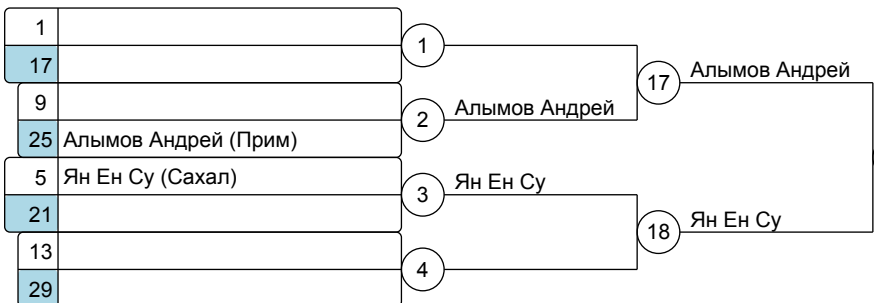 1
1
17
17
Алымов Андрей
9
2
Алымов Андрей
25
Алымов Андрей (Прим)
5
Ян Ен Су (Сахал)
3
Ян Ен Су
21
18
Ян Ен Су
13
4
29